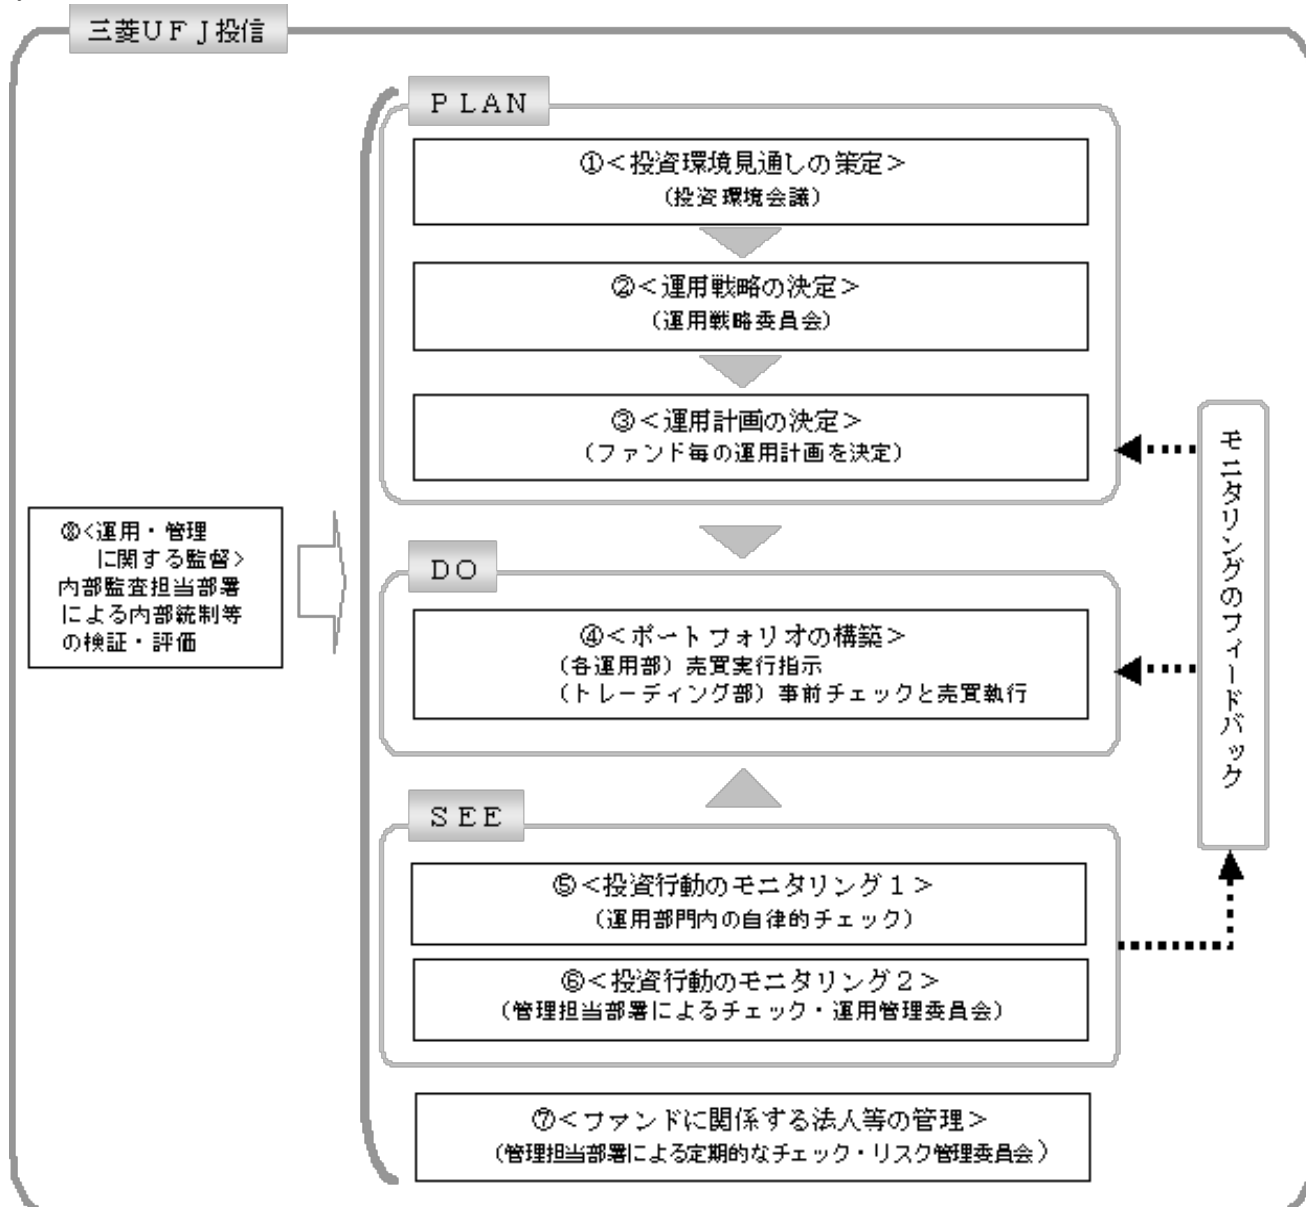 三菱ＵＦＪ投信
ＰＬＡＮ
①＜投資環境見通しの策定＞
（投資環境会議）
②＜運用戦略の決定＞
（運用戦略委員会）
③＜運用計画の決定＞
（ファンド毎の運用計画を決定）
⑧＜運用・管理
に関する監督＞
内部監査担当部署
による内部統制等
の検証・評価
ＤＯ
④＜ポートフォリオの構築＞
（各運用部）売買実行指示
（トレーディング部）事前チェックと売買執行
ＳＥＥ
⑤＜投資行動のモニタリング１＞
（運用部門内の自律的チェック）
⑥＜投資行動のモニタリング２＞
（管理担当部署によるチェック・運用管理委員会）
⑦＜ファンドに関係する法人等の管理＞
（管理担当部署による定期的なチェック・リスク管理委員会）
モニタリングのフィードバック